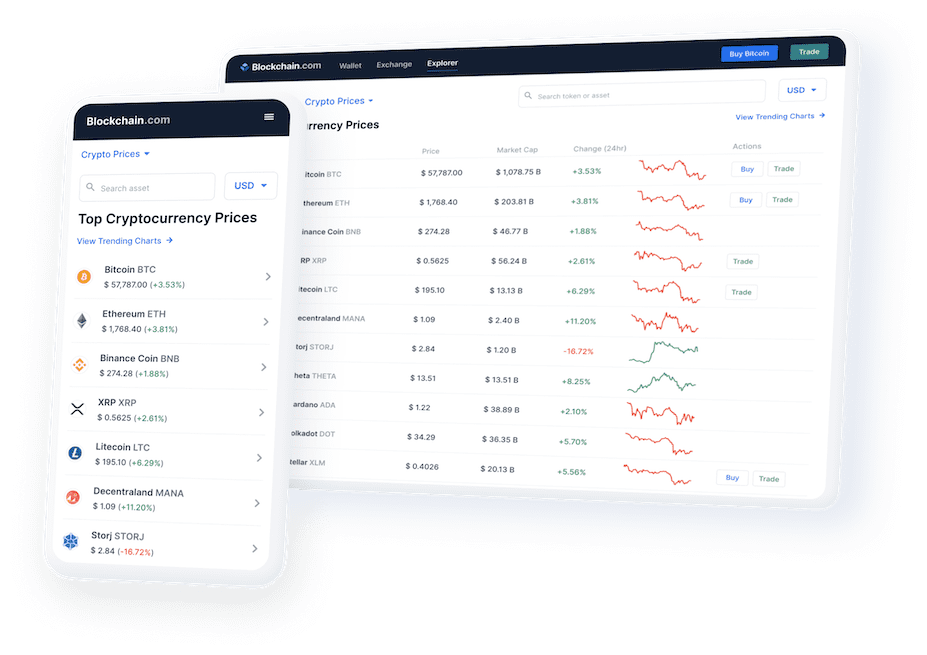 Blockchain.com
Crypto Prices
Search asset
USD
Top Cryptocurrency Prices
View Trending Charts →
Bitcoin BTC
$ 57,787.00 (+3.53%)
Ethereum ETH
$ 1,768.40 (+3.81%)
Binance Coin BNB
$ 274.28 (+1.88%)
XRP XRP
$ 0.5625 (+2.61%)
Litecoin LTC
$ 195.10 (+6.29%)
Decentraland MANA
$ 1.09 (+11.20%)
Storj STORJ
$ 2.84 (-16.72%)
Blockchain.com Wallet Exchange Explorer Buy Bitcoin Trade
Crypto Prices Search token or asset USD
rrency Prices View Trending Charts →
Price Market Cap Change (24hr) Actions
itcoin BTC $ 57,787.00 $ 1,078.75 B +3.53% Buy Trade
thereum ETH $ 1,768.40 $ 203.81 B +3.81% Buy Trade
inance Coin BNB $ 274.28 $ 46.77 B +1.88%
RP XRP $ 0.5625 $ 56.24 B +2.61% Trade
itecoin LTC $ 195.10 $ 13.13 B +6.29% Trade
ecentraland MANA $ 1.09 $ 2.40 B +11.20%
torj STORJ $ 2.84 $ 1.20 B -16.72%
heta THETA $ 13.51 $ 13.51 B +8.25%
ardano ADA $ 1.22 $ 38.89 B +2.10%
olkadot DOT $ 34.29 $ 36.35 B +5.70%
tellar XLM $ 0.4026 $ 20.13 B +5.56% Buy Trade